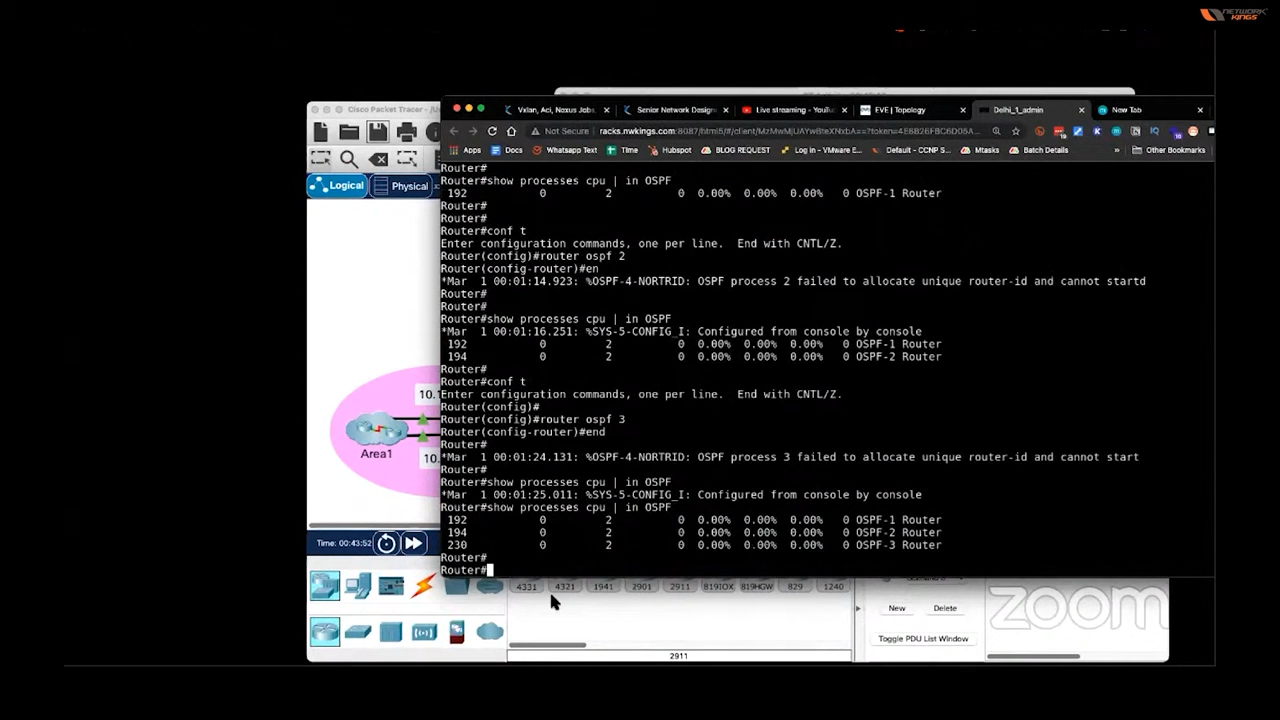 NETWORK
KINGS
Cisco Packet Tracer - A
Vxlan, Aci, Naxus Jobs,
Senior Network Design
Live streaming - YouTu
EVE | Topology
Delhi_1_admin
New Tab
Not Secure
racks.nwkings.com:8087/html5/#/client/
Apps
Docs
Whatsapp Text
Time
Hubspot
BLOG REQUEST
Log in – VMware E...
Default - CCNP S...
Mtasks
Batch Details
»
Other Bookmarks
Logical
Physical
Router#
Router#show processes cpu | in OSPF
192 0 2 0 0.00% 0.00% 0.00% 0 OSPF-1 Router
Router#
Router#
Router#conf t
Enter configuration commands, one per line. End with CNTL/Z.
Router(config)#router ospf 2
Router(config-router)#en
*Mar 1 00:01:14.923: %OSPF-4-NORTRID: OSPF process 2 failed to allocate unique router-id and cannot startd
Router#
Router#
Router#show processes cpu | in OSPF
*Mar 1 00:01:16.251: %SYS-5-CONFIG_I: Configured from console by console
192 0 2 0 0.00% 0.00% 0.00% 0 OSPF-1 Router
194 0 2 0 0.00% 0.00% 0.00% 0 OSPF-2 Router
Router#
Router#conf t
Enter configuration commands, one per line. End with CNTL/Z.
Router(config)#
Router(config)#router ospf 3
Router(config-router)#end
Router#
*Mar 1 00:01:24.131: %OSPF-4-NORTRID: OSPF process 3 failed to allocate unique router-id and cannot start
Router#
Router#show processes cpu | in OSPF
*Mar 1 00:01:25.011: %SYS-5-CONFIG_I: Configured from console by console
Router#show processes cpu | in OSPF
192 0 2 0 0.00% 0.00% 0.00% 0 OSPF-1 Router
194 0 2 0 0.00% 0.00% 0.00% 0 OSPF-2 Router
230 0 2 0 0.00% 0.00% 0.00% 0 OSPF-3 Router
Router#
Router#
10.1
Area1
10.
Time: 00:43:52
4331 4321 1941 2901 2911 819IOX 819HGW 829 1240
New
Delete
Toggle PDU List Window
zoom
2911